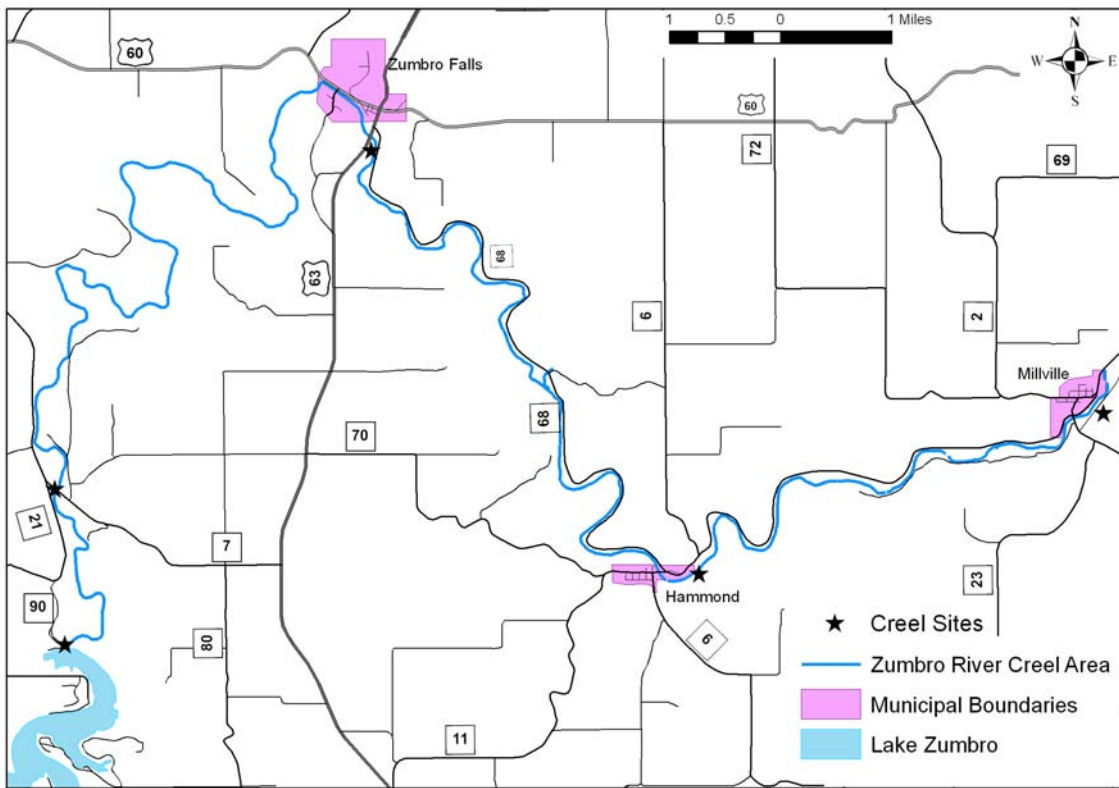 1 0.5 0 1 Miles
N
W E
S
60
Zumbro Falls
60
72
69
63
68
6
2
Millville
68
70
21
7
Hammond
23
90
80
6
11
Creel Sites
Zumbro River Creel Area
Municipal Boundaries
Lake Zumbro